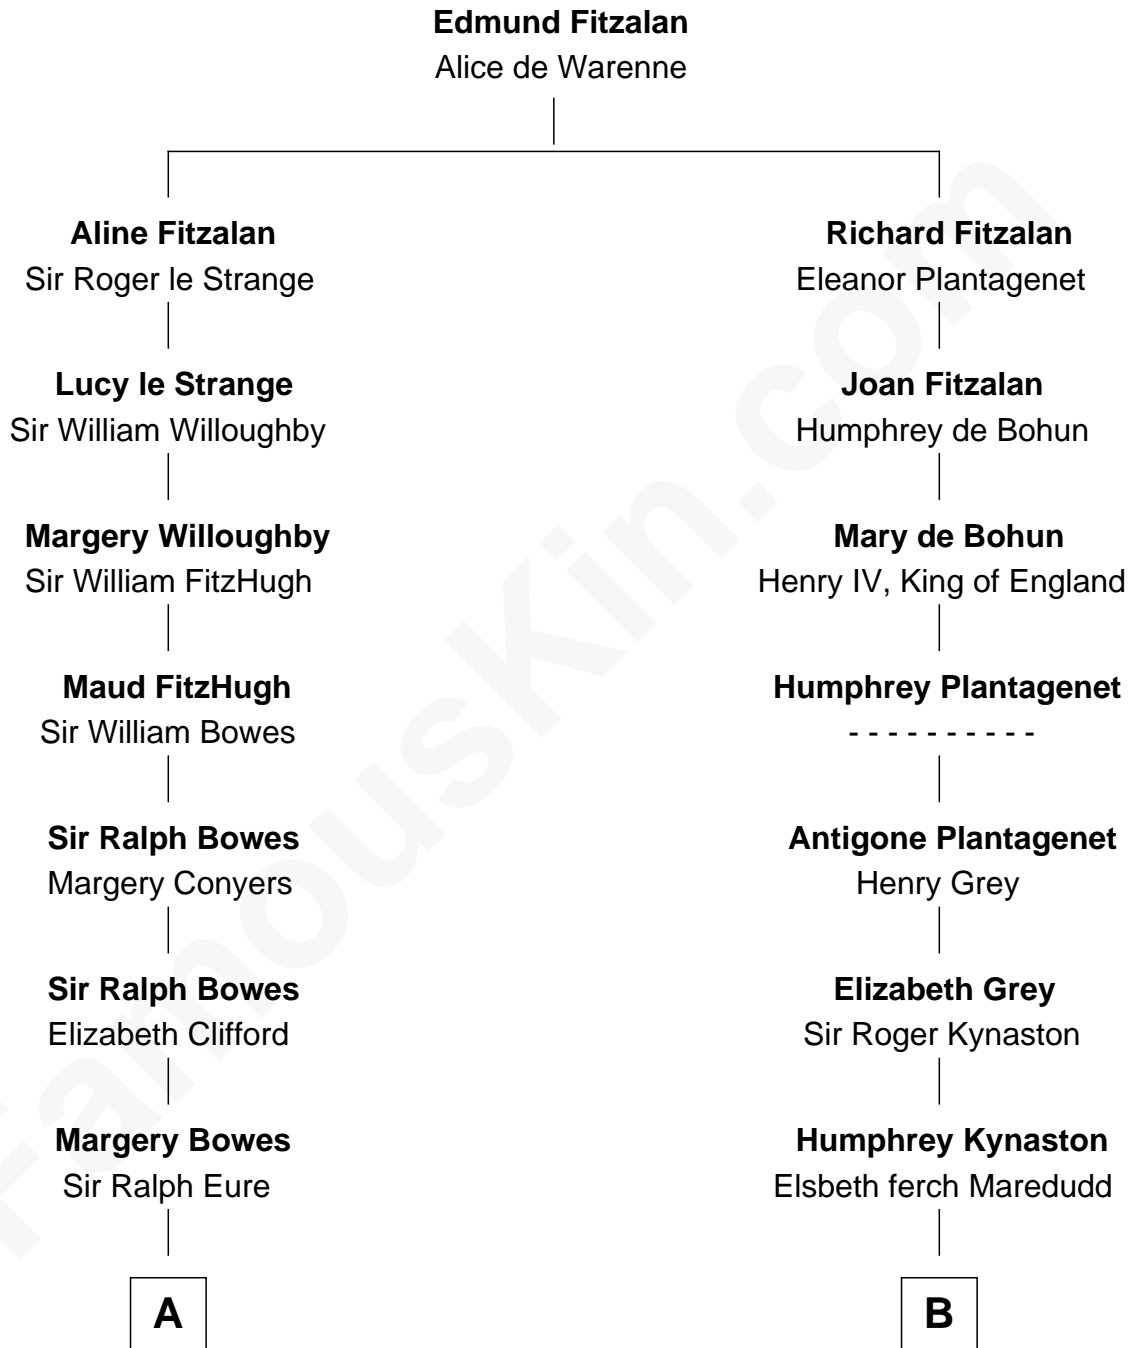 Edmund Fitzalan
Alice de Warenne
Aline Fitzalan
Sir Roger le Strange
Richard Fitzalan
Eleanor Plantagenet
Lucy le Strange
Sir William Willoughby
Joan Fitzalan
Humphrey de Bohun
Margery Willoughby
Sir William FitzHugh
Mary de Bohun
Henry IV, King of England
Maud FitzHugh
Sir William Bowes
Humphrey Plantagenet
- - - - - - - - - -
Sir Ralph Bowes
Margery Conyers
Antigone Plantagenet
Henry Grey
Sir Ralph Bowes
Elizabeth Clifford
Elizabeth Grey
Sir Roger Kynaston
Margery Bowes
Sir Ralph Eure
Humphrey Kynaston
Elsbeth ferch Maredudd
A
B
FamousKin.com